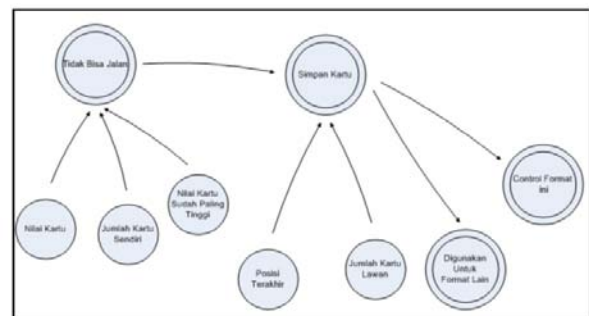 Tidak Bisa Jalan
Simpan Kartu
Nilai Kartu
Sudah Paling
Tinggi
Control Format
ini
Nilai Kartu
Jumlah Kartu
Sendiri
Posisi
Terakhir
Jumlah Kartu
Lawan
Digunakan
Untuk
Format Lain